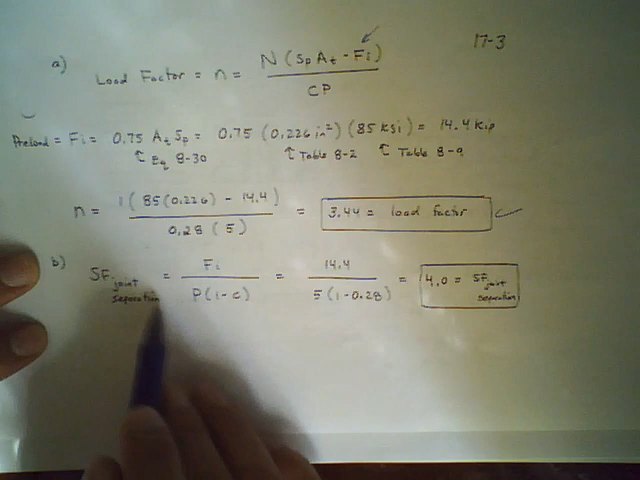 17-3
a) Load Factor = n = N (Sp At - Fi) / CP
Preload = Fi = 0.75 At Sp = 0.75 (0.226 in²) (85 ksi) = 14.4 Kip
↑ Eq 8-30 ↑ Table 8-2 ↑ Table 8-9
n = 1 (85(0.226) - 14.4) / 0.28 (5) = 3.44 = load factor
b) SF joint separation = Fi / P(1-c) = 14.4 / 5(1-0.28) = 4.0 = SF joint separation